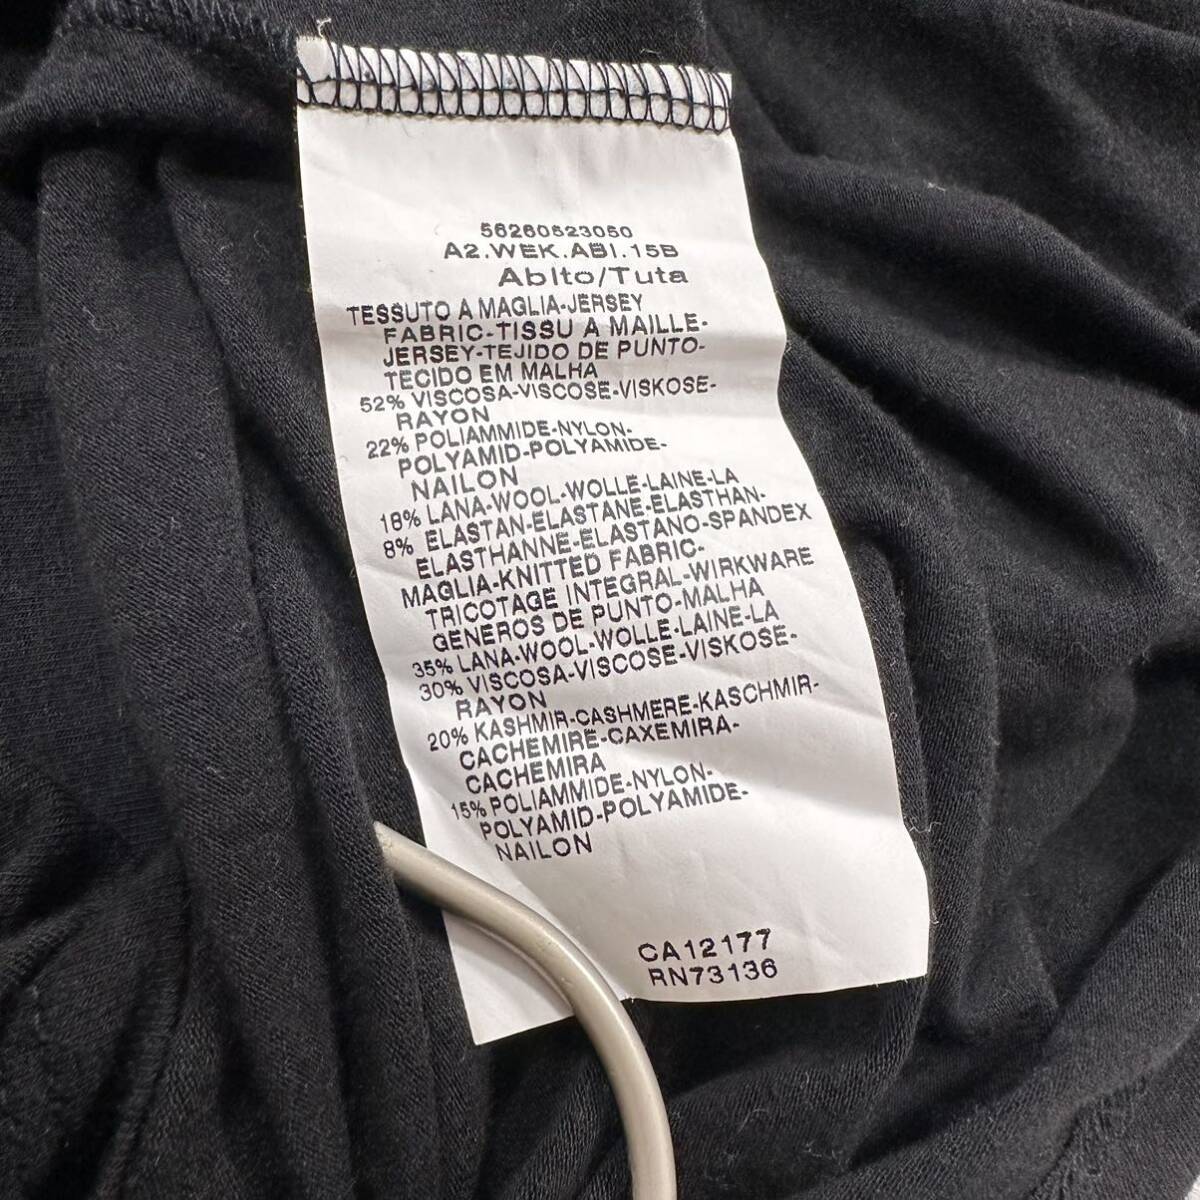 56260523050
A2.WEK.ABI.15B
Abito/Tuta
TESSUTO A MAGLIA-JERSEY
FABRIC-TISSU A MAILLE-
JERSEY-TEJIDO DE PUNTO-
TECIDO EM MALHA
52% VISCOSA-VISCOSE-VISKOSE-
RAYON
22% POLIAMMIDE-NYLON-
POLYAMID-POLYAMIDE-
NAILON
18% LANA-WOOL-WOLLE-LAINE-LA
8% ELASTAN-ELASTANE-ELASTHAN-
ELASTHANNE-ELASTANO-SPANDEX
MAGLIA-KNITTED FABRIC-
TRICOTAGE INTEGRAL-WIRKWARE
GENEROS DE PUNTO-MALHA
35% LANA-WOOL-WOLLE-LAINE-LA
30% VISCOSA-VISCOSE-VISKOSE-
RAYON
20% KASHMIR-CASHMERE-KASCHMIR-
CACHEMIRE-CAXEMIRA-
CACHEMIRA
15% POLIAMMIDE-NYLON-
POLYAMID-POLYAMIDE-
NAILON
CA12177
RN73136